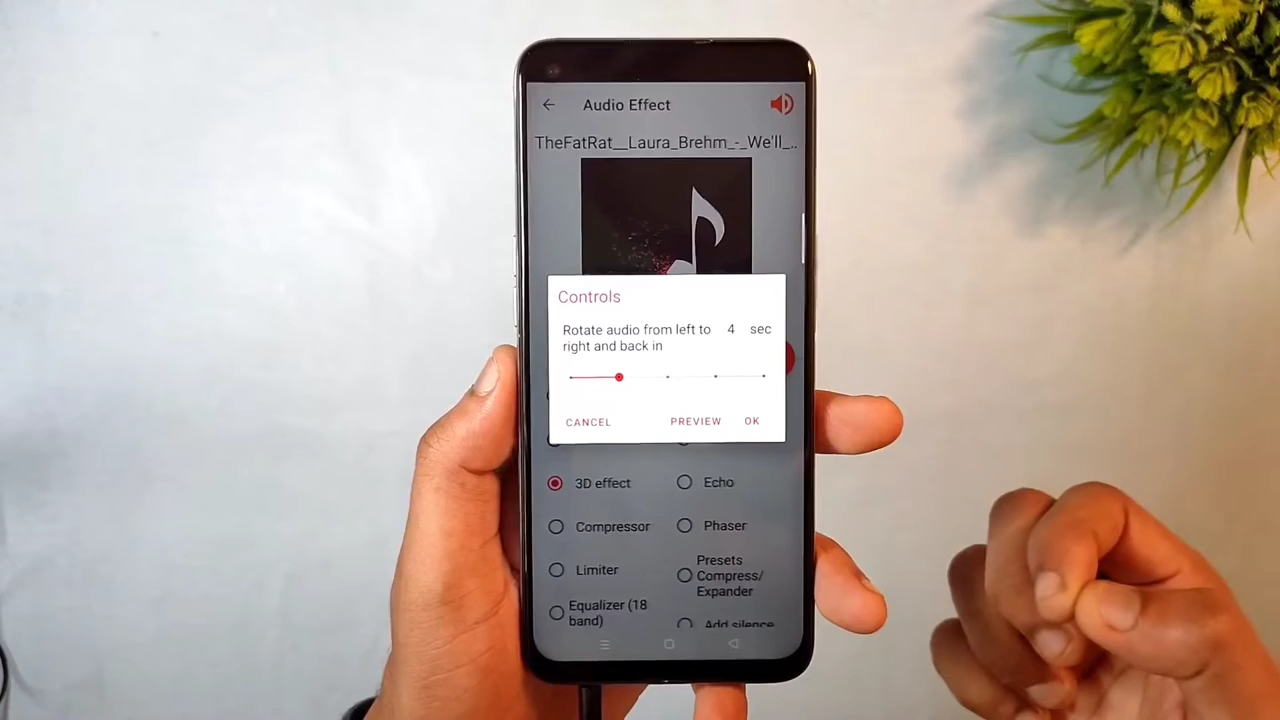 Audio Effect
TheFatRat__Laura_Brehm_-_We'll_..
Controls
Rotate audio from left to 4 sec
right and back in
CANCEL PREVIEW OK
3D effect Echo
Compressor Phaser
Limiter
Presets
Compress/
Expander
Equalizer (18
band)
Add silence